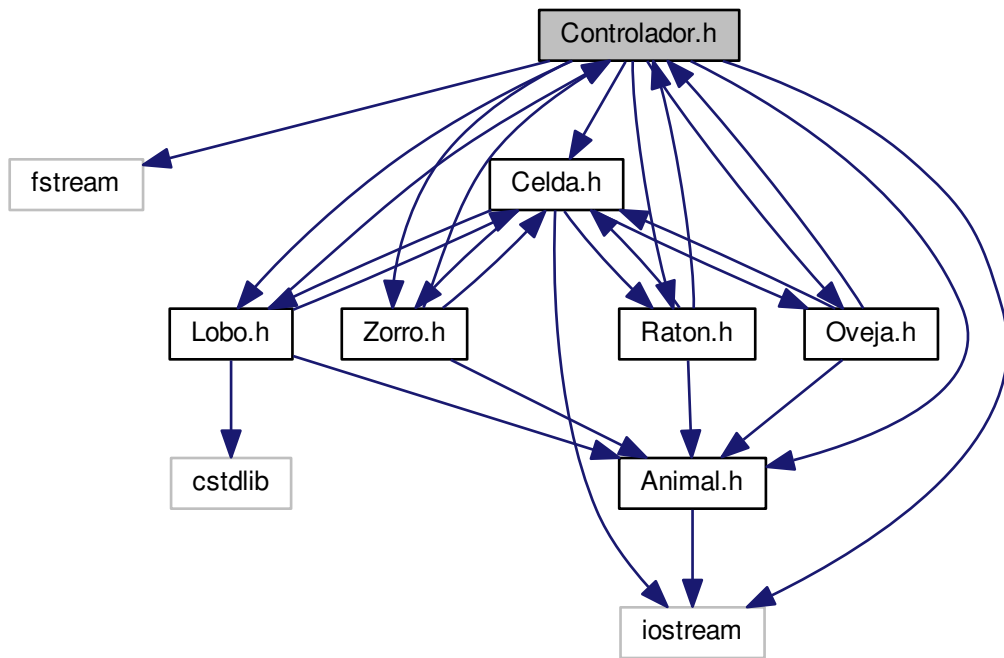 Controlador.h
fstream
Celda.h
Lobo.h
Zorro.h
Raton.h
Oveja.h
cstdlib
Animal.h
iostream